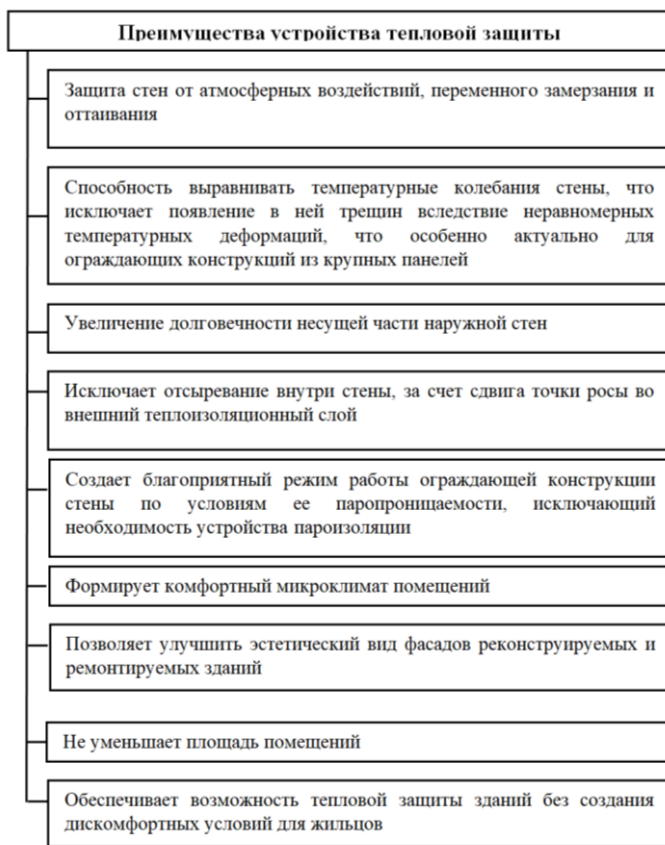 Преимущества устройства тепловой защиты
Защита стен от атмосферных воздействий, переменного замерзания и
оттаивания
Способность выравнивать температурные колебания стены, что
исключает появление в ней трещин вследствие неравномерных
температурных деформаций, что особенно актуально для
ограждающих конструкций из крупных панелей
Увеличение долговечности несущей части наружной стен
Исключает отсыревание внутри стены, за счет сдвига точки росы во
внешний теплоизоляционный слой
Создает благоприятный режим работы ограждающей конструкции
стены по условиям ее паропроницаемости, исключающий
необходимость устройства пароизоляции
Формирует комфортный микроклимат помещений
Позволяет улучшить эстетический вид фасадов реконструируемых и
ремонтируемых зданий
Не уменьшает площадь помещений
Обеспечивает возможность тепловой защиты зданий без создания
дискомфортных условий для жильцов